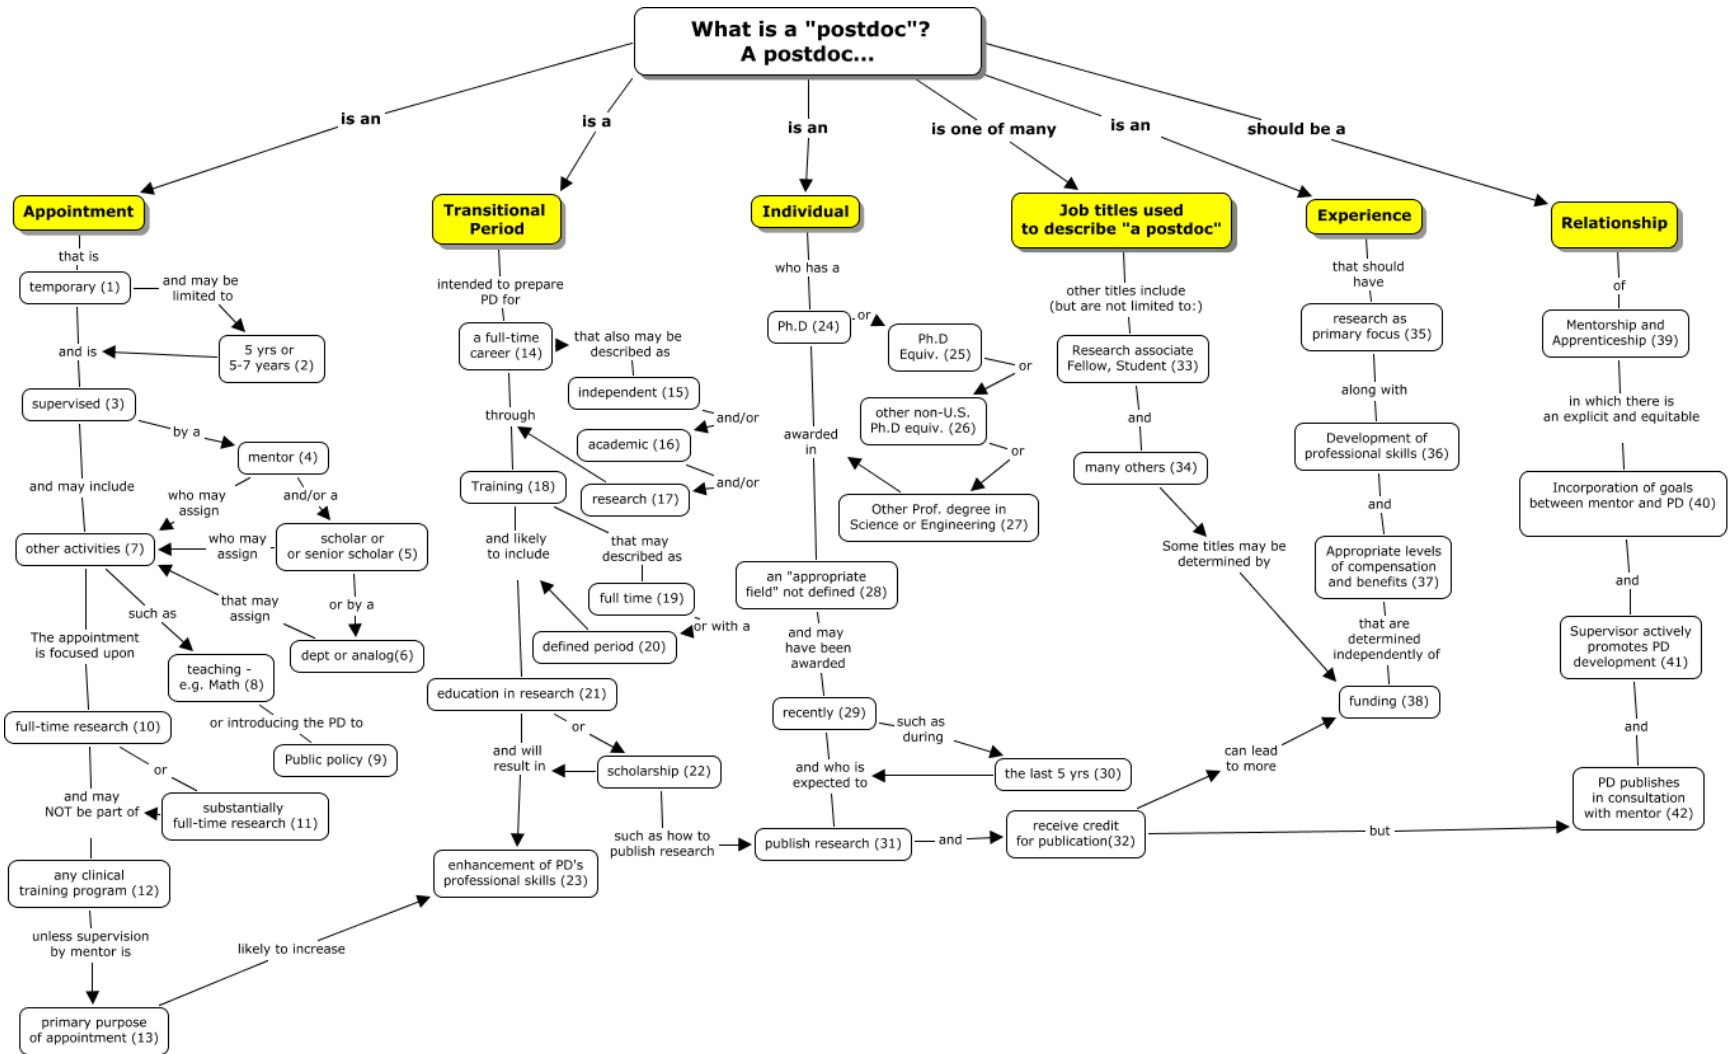 What is a "postdoc"?
A postdoc...
is an
is a
is an
is one of many
is an
should be a
Appointment
that is
temporary (1)
and may be
limited to
5 yrs or
5-7 years (2)
and is
supervised (3)
by a
mentor (4)
and may include
who may
assign
and/or a
scholar or
or senior scholar (5)
who may
assign
other activities (7)
or by a
that may
assign
dept or analog(6)
such as
teaching -
e.g. Math (8)
or introducing the PD to
Public policy (9)
The appointment
is focused upon
full-time research (10)
or
substantially
full-time research (11)
and may
NOT be part of
any clinical
training program (12)
unless supervision
by mentor is
primary purpose
of appointment (13)
likely to increase
Transitional
Period
intended to prepare
PD for
a full-time
career (14)
that also may be
described as
independent (15)
and/or
academic (16)
and/or
research (17)
through
Training (18)
that may
described as
full time (19)
or with a
defined period (20)
and likely
to include
education in research (21)
or
scholarship (22)
and will
result in
such as how to
publish research
enhancement of PD's
professional skills (23)
Individual
who has a
Ph.D (24)
or
Ph.D
Equiv. (25)
or
other non-U.S.
Ph.D equiv. (26)
or
Other Prof. degree in
Science or Engineering (27)
awarded
in
an "appropriate
field" not defined (28)
and may
have been
awarded
recently (29)
such as
during
the last 5 yrs (30)
and who is
expected to
publish research (31)
and
receive credit
for publication(32)
can lead
to more
but
Job titles used
to describe "a postdoc"
other titles include
(but are not limited to:)
Research associate
Fellow, Student (33)
and
many others (34)
Some titles may be
determined by
Experience
that should
have
research as
primary focus (35)
along with
Development of
professional skills (36)
and
Appropriate levels
of compensation
and benefits (37)
that are
determined
independently of
funding (38)
Relationship
of
Mentorship and
Apprenticeship (39)
in which there is
an explicit and equitable
Incorporation of goals
between mentor and PD (40)
and
Supervisor actively
promotes PD
development (41)
and
PD publishes
in consultation
with mentor (42)